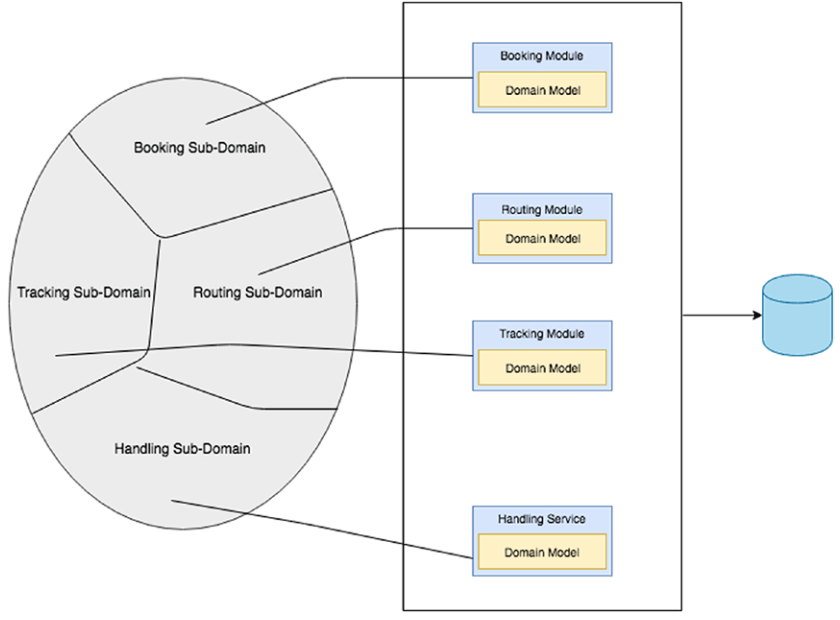 Booking Sub-Domain
Tracking Sub-Domain
Routing Sub-Domain
Handling Sub-Domain
Booking Module
Domain Model
Routing Module
Domain Model
Tracking Module
Domain Model
Handling Service
Domain Model